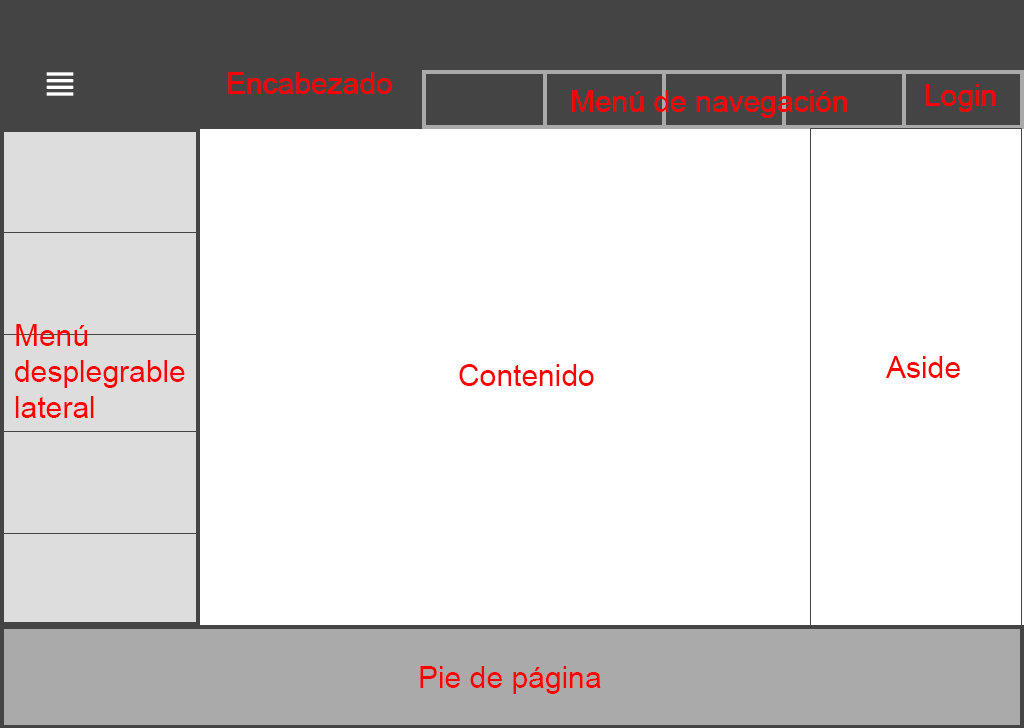 Encabezado
Menú de navegación
Login
Menú
desplegrable
lateral
Contenido
Aside
Pie de página